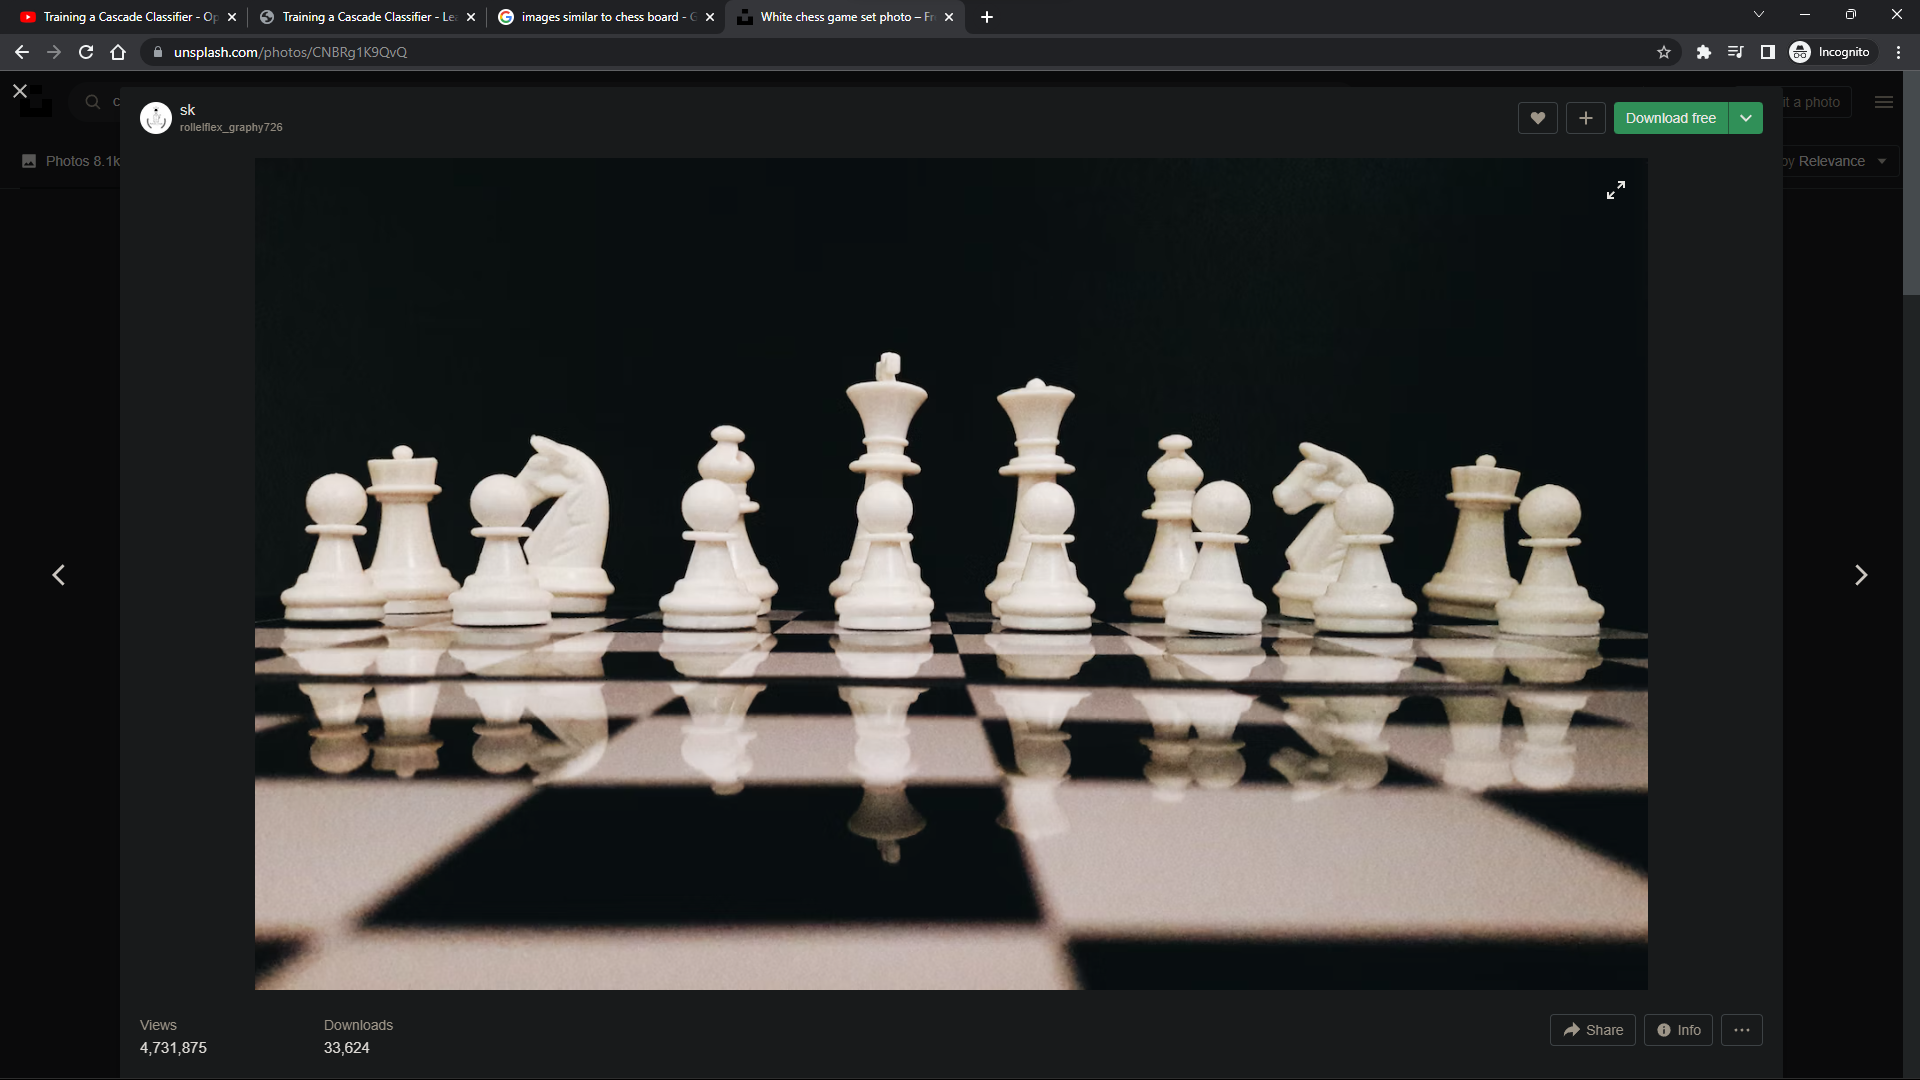 Training a Cascade Classifier - Op
Training a Cascade Classifier - Le
images similar to chess board - G
White chess game set photo – Fr
unsplash.com/photos/CNBRg1K9QvQ
Incognito
sk
rollelflex_graphy726
Download free
it a photo
Photos 8.1k
by Relevance
Views
4,731,875
Downloads
33,624
Share
Info